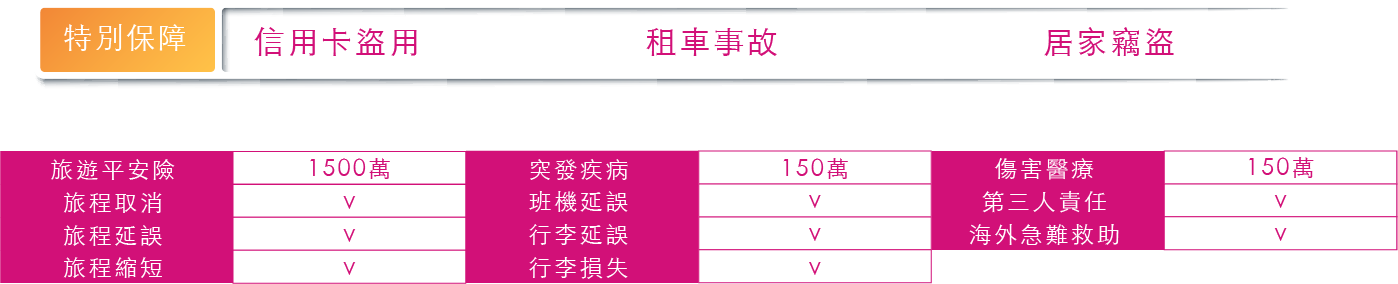 特別保障 信用卡盜用 租車事故 居家竊盜
旅遊平安險 1500萬 突發疾病 150萬 傷害醫療 150萬
旅程取消 v 班機延誤 v 第三人責任 v
旅程延誤 v 行李延誤 v 海外急難救助 v
旅程縮短 v 行李損失 v